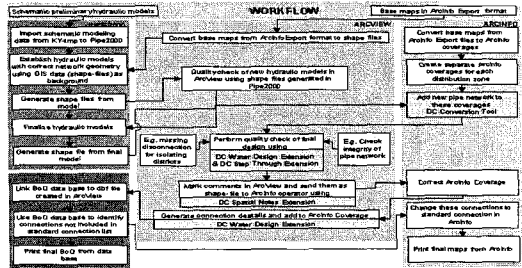 Schematic preliminary hydraulic models
WORKFLOW
Base maps in ArcInfo Export format
ARCVIEW
ARCINFO
Import schematic modeling
data from KYdmp to Pipe2000
Convert base maps from ArcInfo Export format to shape files
Convert base maps from
ArcInfo Export files to ArcInfo
coverages
Establish hydraulic models
with correct network geometry
using GIS data (shape-files) as
background
Quality check of new hydraulic models in
ArcView using shape files generated in
Pipe2000
Create separate ArcInfo
coverages for each
distribution zone
Generate shape files from
model
Add new pipe network to
these coverages
DC Conversion Tool
Finalise hydraulic models
E.g. missing
disconnection
for isolating
districts
Perform quality check of final
design using
DC Water Design Extension
& DC Step Through Extension
E.g. Check
integrity of
pipe network
Generate shape file from final
model
Mark comments in ArcView and send them as
shape-file to ArcInfo operator using
DC Spatial Notes Extension
Correct ArcInfo Coverage
Link BoQ data base to dbf file
created in ArcView
Generate connection destails and add to ArcInfo Coverage
DC Water Design Extension
Change these connections to
standard connection in
ArcInfo
Use BoQ data base to identify
connections not included in
standard connection list
Print final BoQ from data
base
Print final maps from ArcInfo